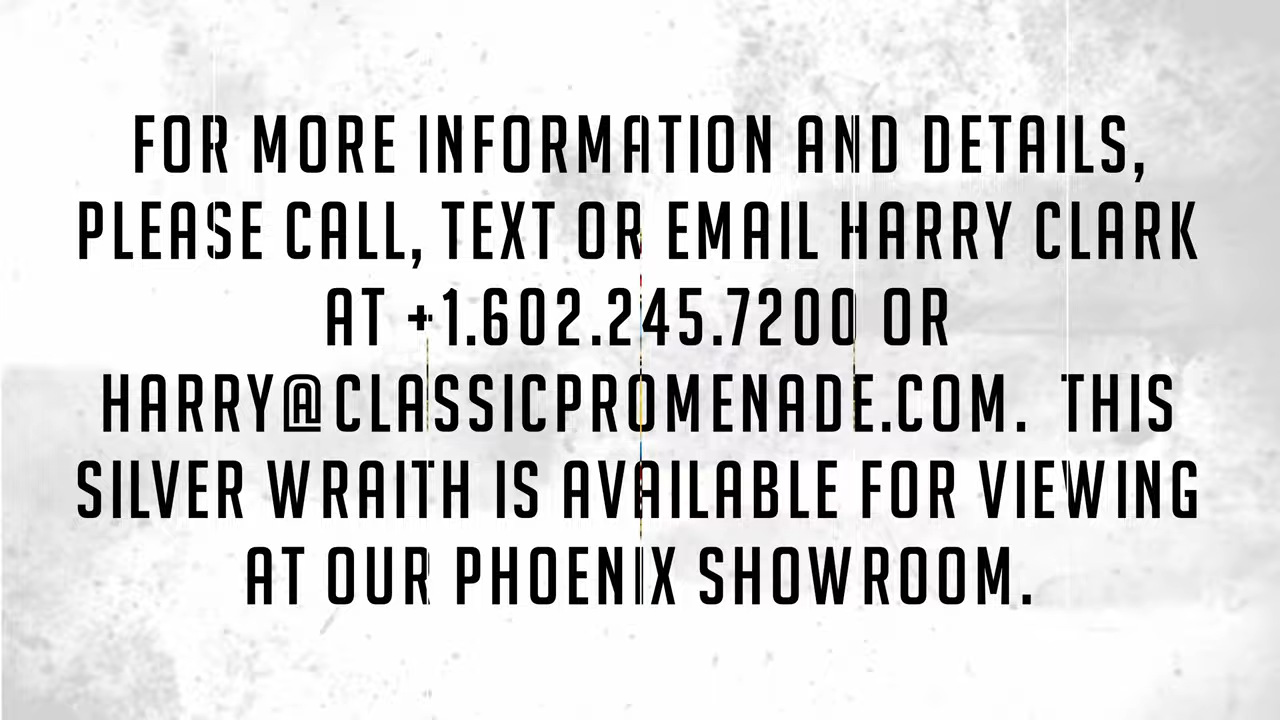 FOR MORE INFORMATION AND DETAILS,
PLEASE CALL, TEXT OR EMAIL HARRY CLARK
AT +1.602.245.7200 OR
HARRY@CLASSICPROMENADE.COM.  THIS
SILVER WRAITH IS AVAILABLE FOR VIEWING
AT OUR PHOENIX SHOWROOM.